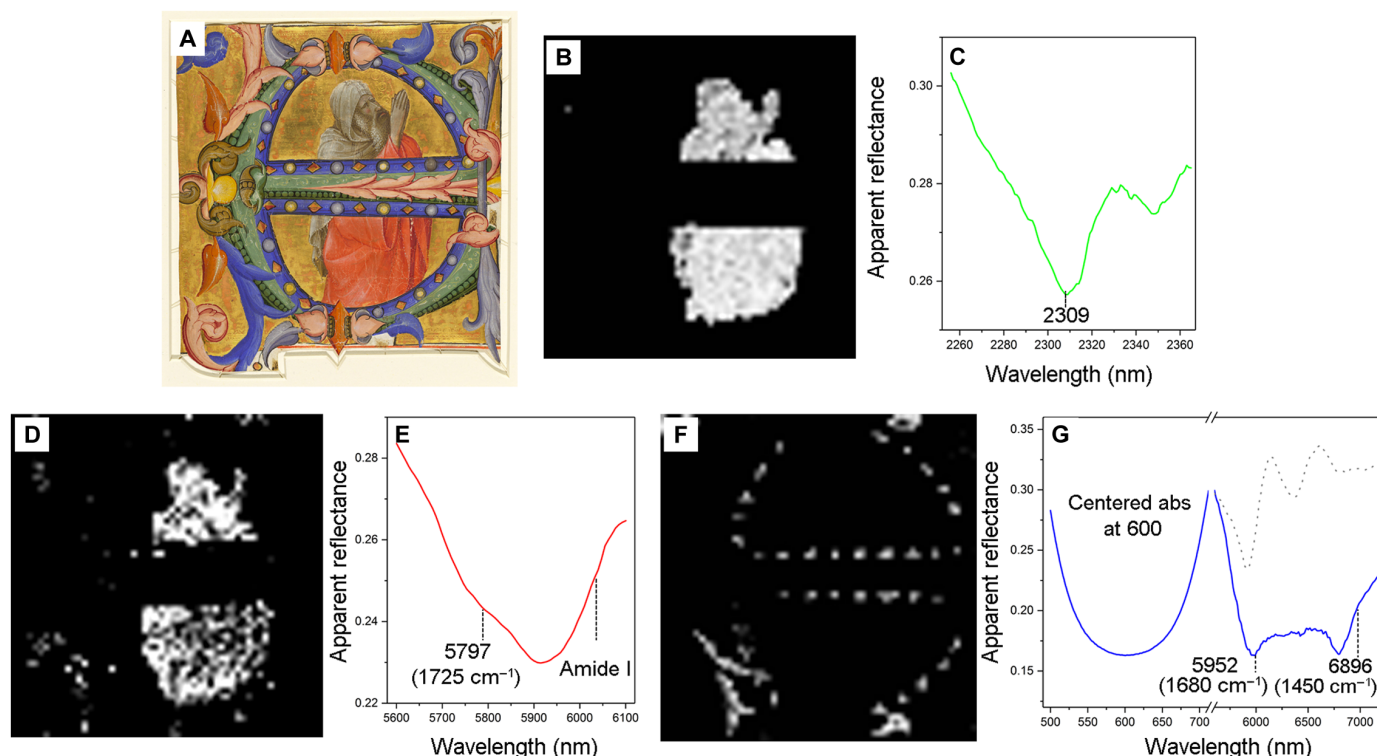 A
B
C
0.30
0.28
0.26
2309
2260 2280 2300 2320 2340 2360
Apparent reflectance
Wavelength (nm)
D
E
0.28
0.26
0.24
0.22
5797
(1725 cm⁻¹)
Amide I
5600 5700 5800 5900 6000 6100
Apparent reflectance
Wavelength (nm)
F
G
0.35
0.30
0.25
0.20
0.15
Centered abs
at 600
5952
(1680 cm⁻¹)
6896
(1450 cm⁻¹)
500 550 600 650 700 6000 6500 7000
Apparent reflectance
Wavelength (nm)